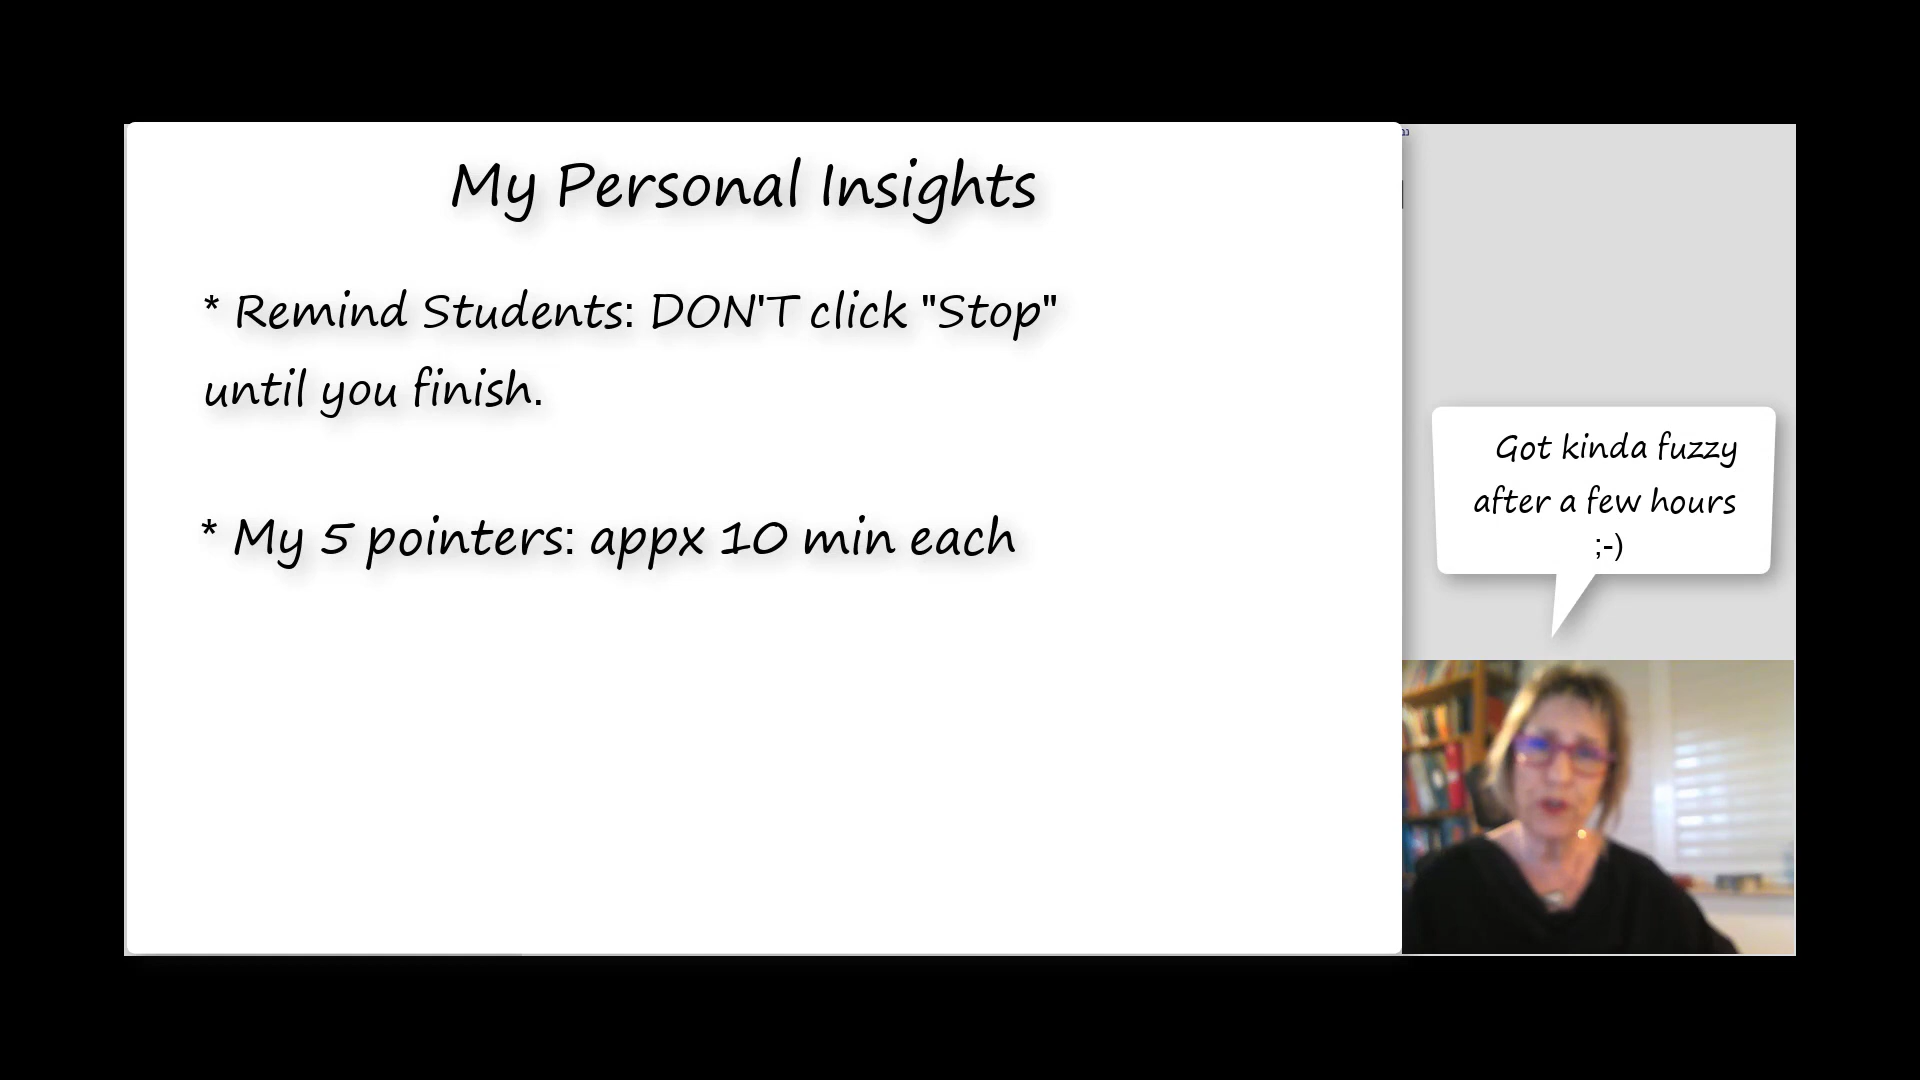 My Personal Insights
* Remind Students: DON'T click "Stop"
until you finish.
* My 5 pointers: appx 10 min each
Got kinda fuzzy
after a few hours
;-)